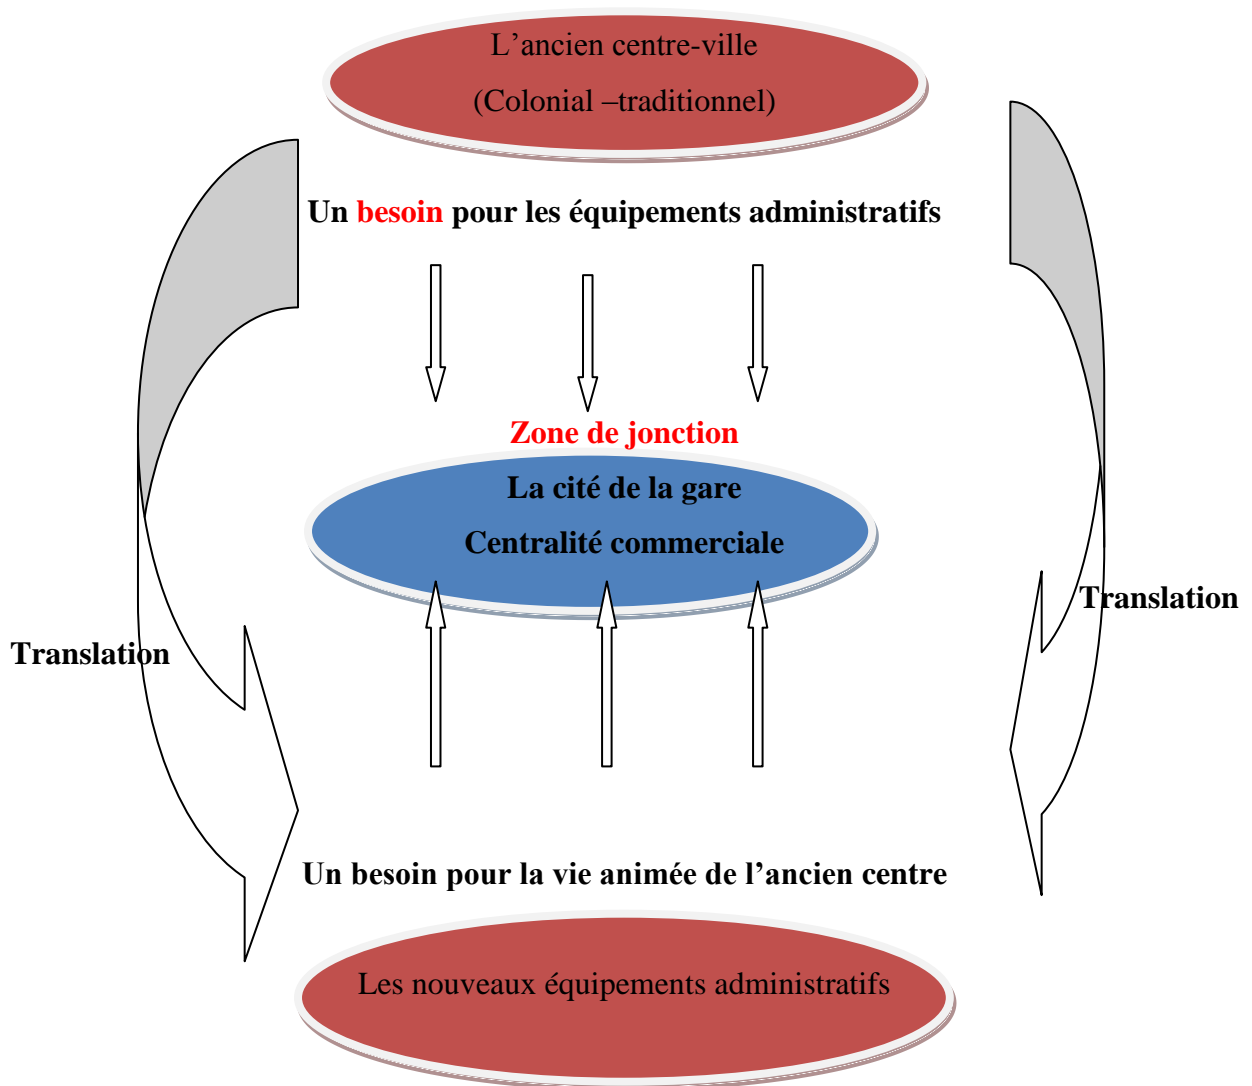 L’ancien centre-ville
(Colonial –traditionnel)
Un besoin pour les équipements administratifs
Zone de jonction
La cité de la gare
Centralité commerciale
Translation
Translation
Un besoin pour la vie animée de l’ancien centre
Les nouveaux équipements administratifs